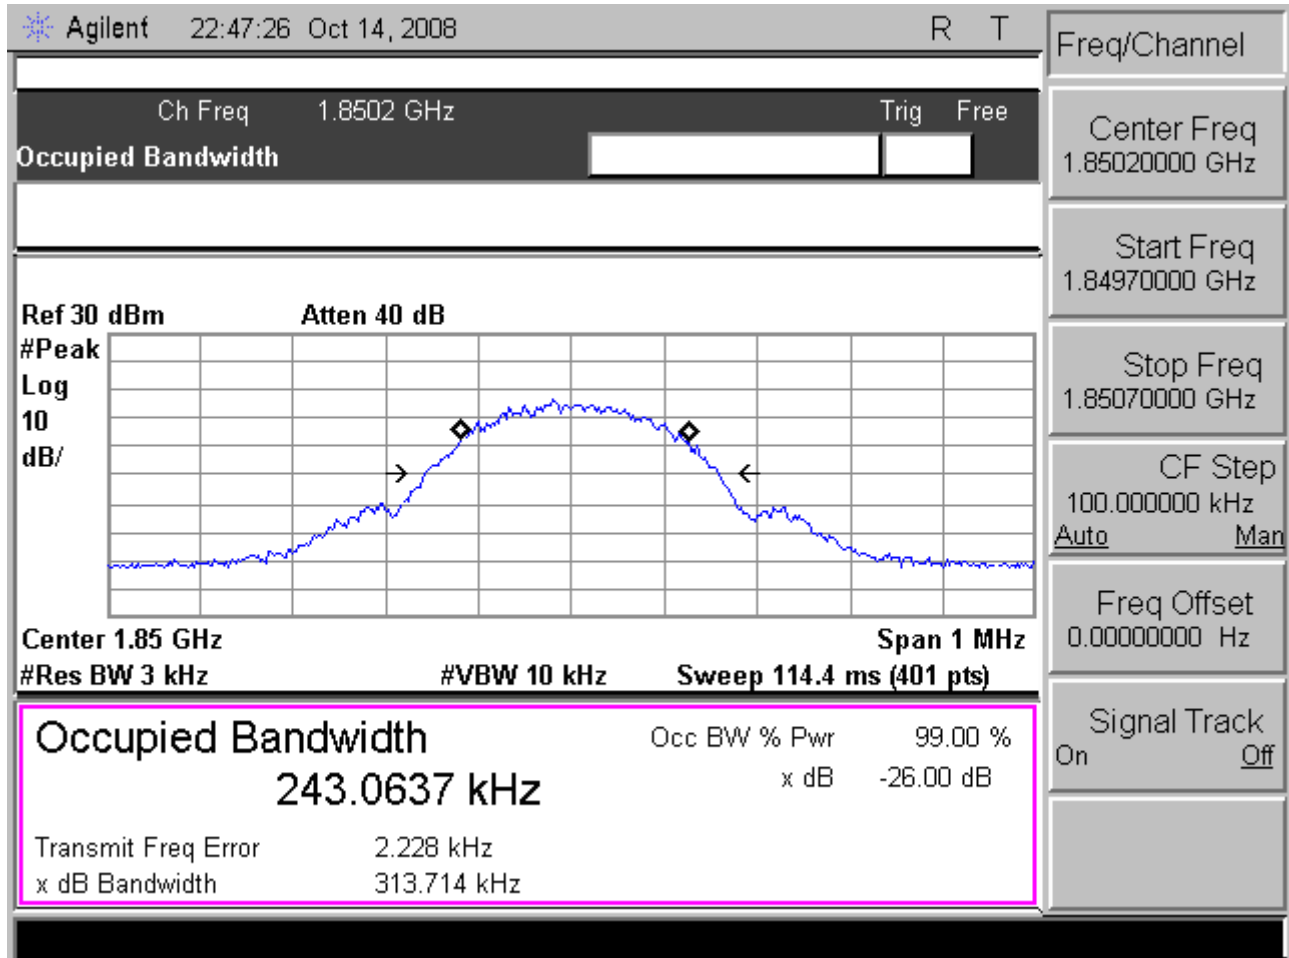 Agilent 22:47:26 Oct 14, 2008 R T
Freq/Channel
Ch Freq 1.8502 GHz Trig Free
Occupied Bandwidth
Center Freq
1.85020000 GHz
Start Freq
1.84970000 GHz
Stop Freq
1.85070000 GHz
CF Step
100.000000 kHz
Auto Man
Freq Offset
0.00000000 Hz
Signal Track
On Off
Ref 30 dBm Atten 40 dB
#Peak
Log
10
dB/
Center 1.85 GHz Span 1 MHz
#Res BW 3 kHz #VBW 10 kHz Sweep 114.4 ms (401 pts)
Occupied Bandwidth
243.0637 kHz
Occ BW % Pwr 99.00 %
x dB -26.00 dB
Transmit Freq Error 2.228 kHz
x dB Bandwidth 313.714 kHz